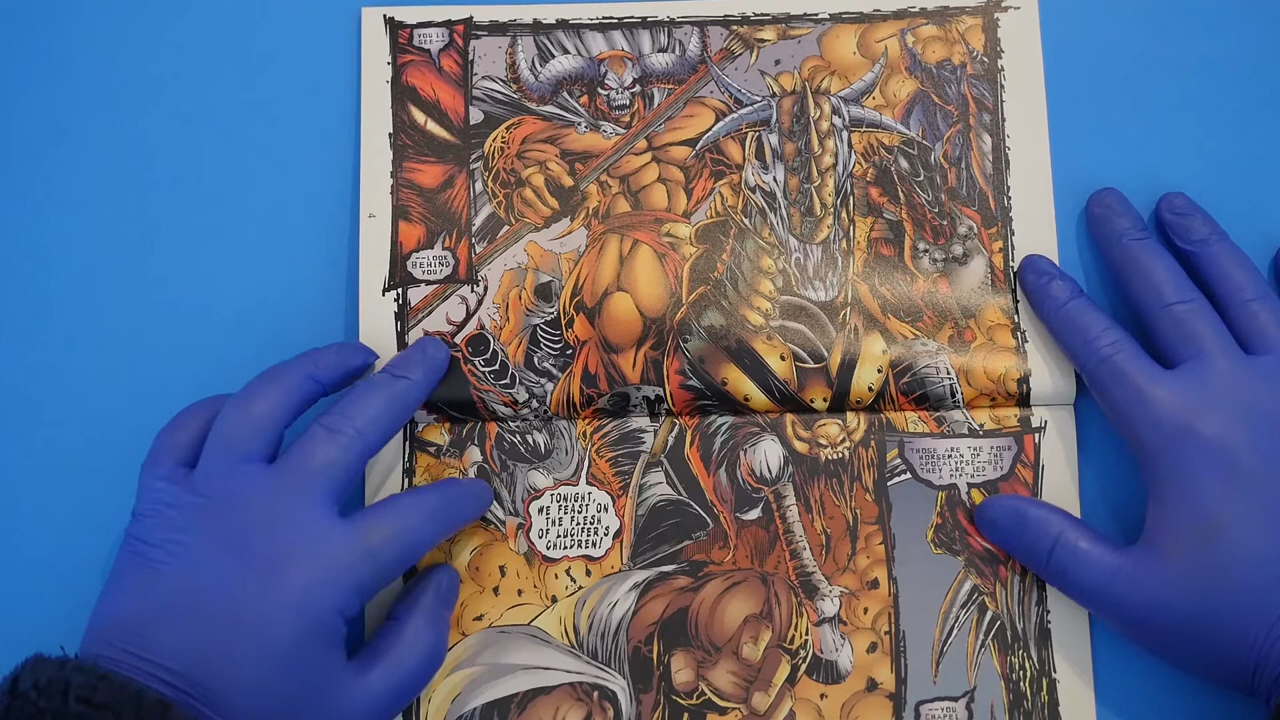 YOU'LL
SEE--
--LOOK
BEHIND
YOU!
4
TONIGHT,
WE FEAST ON
THE FLESH
OF LUCIFER'S
CHILDREN!
THOSE ARE THE FOUR
HORSEMAN OF THE
APOCALYPSE--BUT
THEY ARE LED BY
A FIFTH--
--YOU
CHAPEL